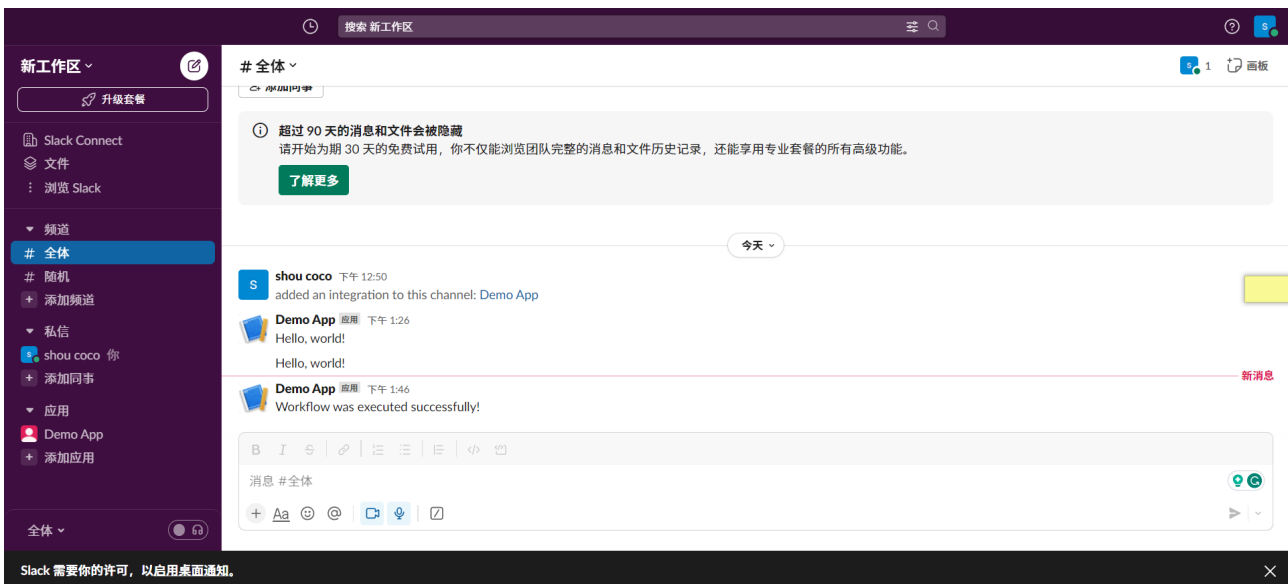 搜索 新工作区
S
新工作区
升级套餐
Slack Connect
文件
浏览 Slack
频道
# 全体
# 随机
+ 添加频道
私信
S shou coco 你
+ 添加同事
应用
Demo App
+ 添加应用
全体
# 全体
S 1 画板
添加同事
超过 90 天的消息和文件会被隐藏
请开始为期 30 天的免费试用，你不仅能浏览团队完整的消息和文件历史记录，还能享用专业套餐的所有高级功能。
了解更多
今天
S shou coco 下午 12:50
added an integration to this channel: Demo App
Demo App 应用 下午 1:26
Hello, world!
Hello, world!
新消息
Demo App 应用 下午 1:46
Workflow was executed successfully!
B I S
消息 #全体
+ Aa @
Slack 需要你的许可，以启用桌面通知。